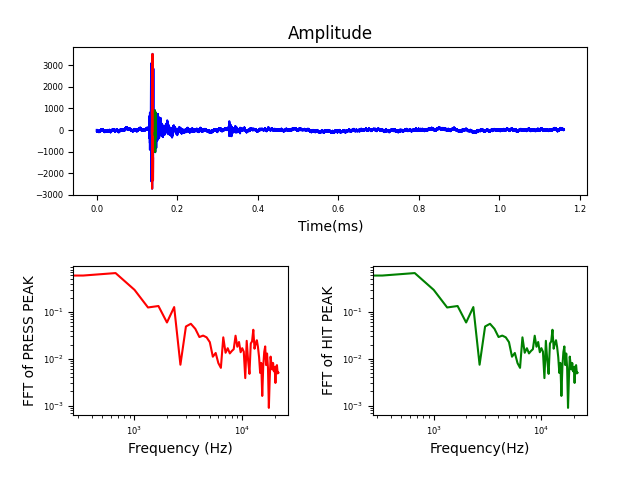 Amplitude
3000
2000
1000
0
−1000
−2000
−3000
0.0 0.2 0.4 0.6 0.8 1.0 1.2
Time(ms)
FFT of PRESS PEAK
10⁻¹
10⁻²
10⁻³
10³ 10⁴
Frequency (Hz)
FFT of HIT PEAK
10⁻¹
10⁻²
10⁻³
10³ 10⁴
Frequency(Hz)